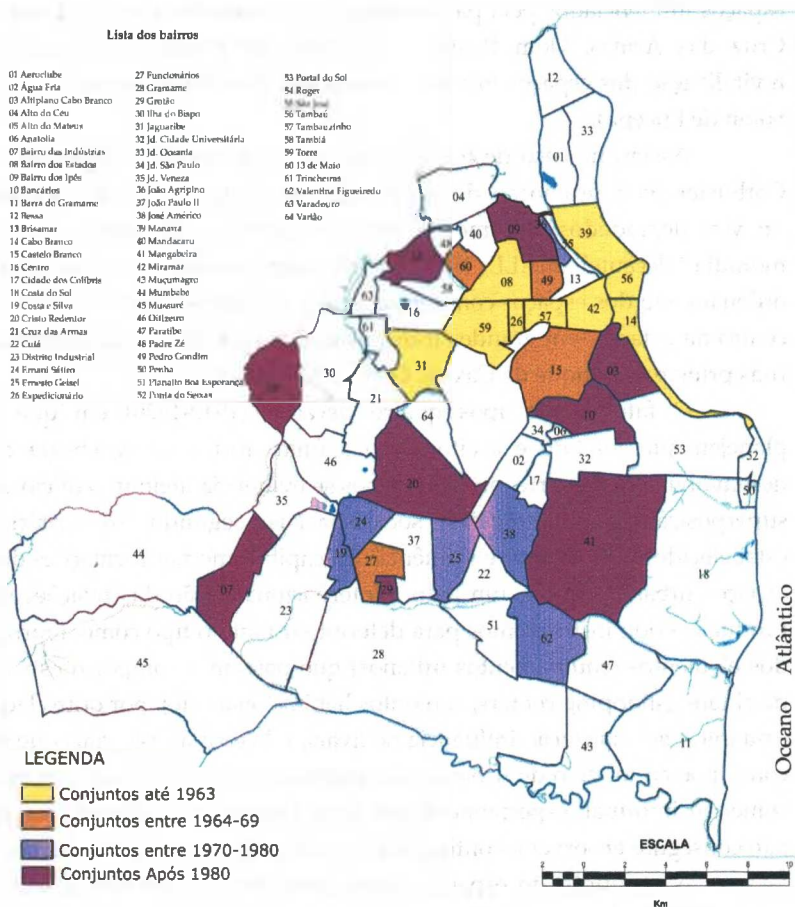 Lista dos bairros
01 Aeroclube
02 Água Fria
03 Altiplano Cabo Branco
04 Alto do Céu
05 Alto do Mateus
06 Anatolia
07 Bairro das Indústrias
08 Bairro dos Estados
09 Bairro dos Ipês
10 Bancários
11 Barra de Gramame
12 Bessa
13 Brisamar
14 Cabo Branco
15 Castelo Branco
16 Centro
17 Cidade dos Colibris
18 Costa do Sol
19 Costa e Silva
20 Cristo Redentor
21 Cruz das Armas
22 Cuiá
23 Distrito Industrial
24 Ernani Sátiro
25 Ernesto Geisel
26 Expedicionário
27 Funcionários
28 Gramame
29 Grotão
30 Ilha do Bispo
31 Jaguaribe
32 Jd. Cidade Universitária
33 Jd. Oceania
34 Jd. São Paulo
35 Jd. Veneza
36 João Agripino
37 João Paulo II
38 José Américo
39 Manaíra
40 Mandacaru
41 Mangabeira
42 Miramar
43 Muçumagro
44 Mumbaba
45 Mussuré
46 Oitizeiro
47 Paratibe
48 Padre Zé
49 Pedro Gondim
50 Penha
51 Planalto Boa Esperança
52 Ponta do Seixas
53 Portal do Sol
54 Roger
55 São José
56 Tambaú
57 Tambauzinho
58 Tambiá
59 Torre
60 13 de Maio
61 Trincheiras
62 Valentina Figueiredo
63 Varadouro
64 Varjão
12
33
01
04
40
09
39
48
60
08
49
13
56
58
63
16
61
59
26
57
42
14
31
30
21
64
15
03
10
34
06
02
32
53
52
50
17
46
20
35
24
37
38
41
44
19
25
18
27
22
07
29
23
51
62
28
45
47
43
11
Oceano Atlântico
LEGENDA
Conjuntos até 1963
Conjuntos entre 1964-69
Conjuntos entre 1970-1980
Conjuntos Após 1980
ESCALA
2 0 2 4 6 8 10
Km